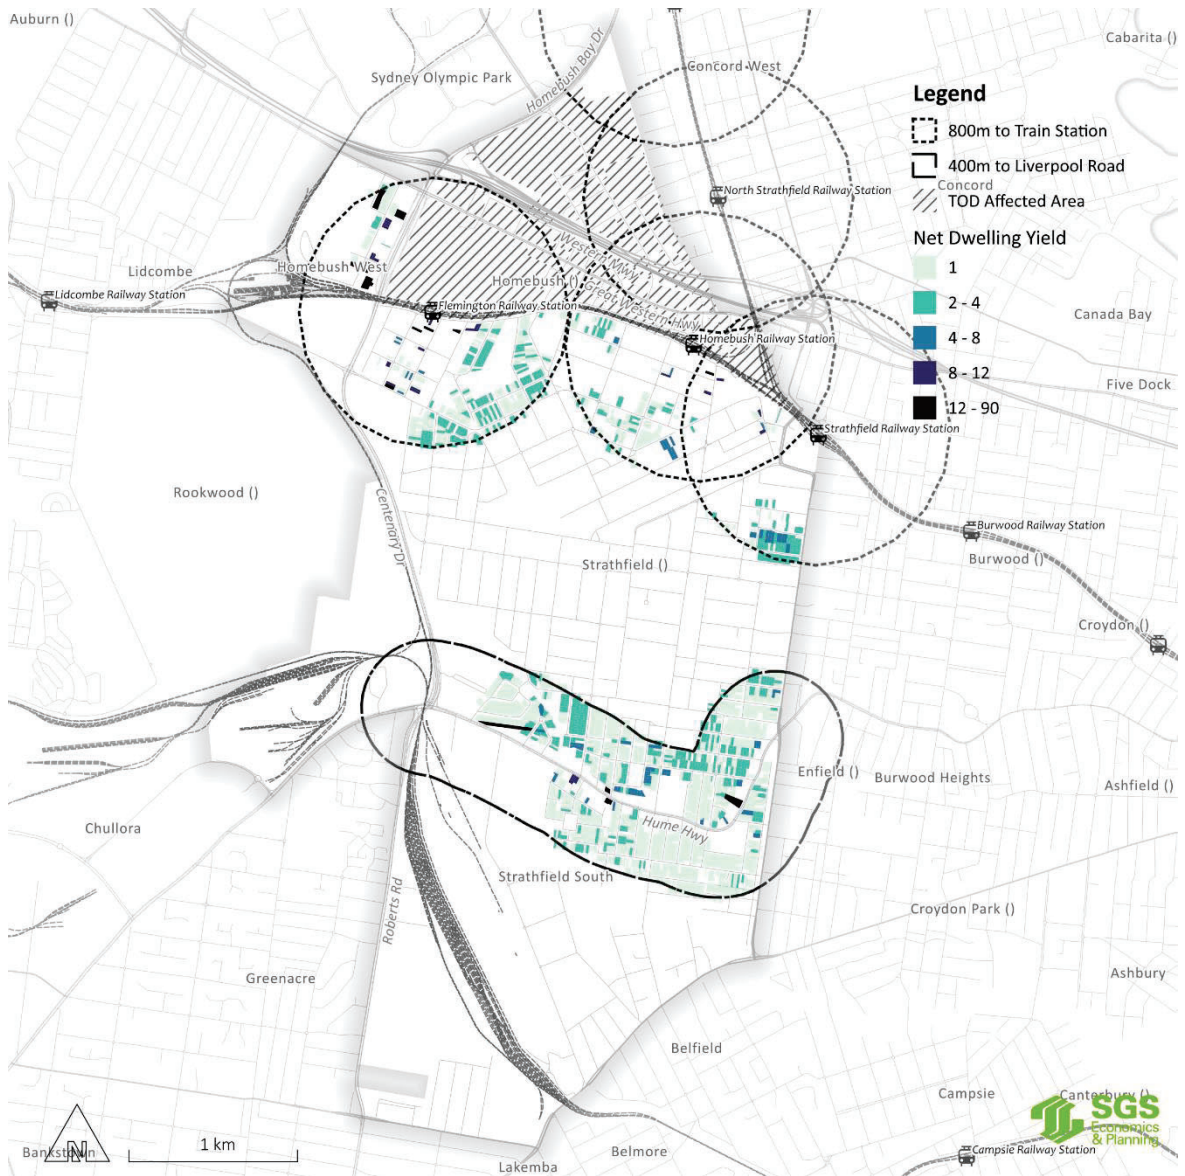 Auburn ()
Cabarita ()
Concord West
Sydney Olympic Park
Homebush Bay Dr
Legend
800m to Train Station
400m to Liverpool Road
Concord
TOD Affected Area
North Strathfield Railway Station
Net Dwelling Yield
1
2 - 4
4 - 8
8 - 12
12 - 90
Western Mwy
Lidcombe
Homebush West
Homebush ()
Great Western Hwy
Lidcombe Railway Station
Flemington Railway Station
Canada Bay
Homebush Railway Station
Five Dock
Strathfield Railway Station
Rookwood ()
Centenary Dr
Burwood Railway Station
Strathfield ()
Burwood ()
Croydon ()
Enfield ()
Burwood Heights
Ashfield ()
Chullora
Hume Hwy
Strathfield South
Roberts Rd
Croydon Park ()
Greenacre
Ashbury
Belfield
Campsie
Canterbury ()
SGS
Economics
& Planning
N
1 km
Bankstown
Belmore
Campsie Railway Station
Lakemba